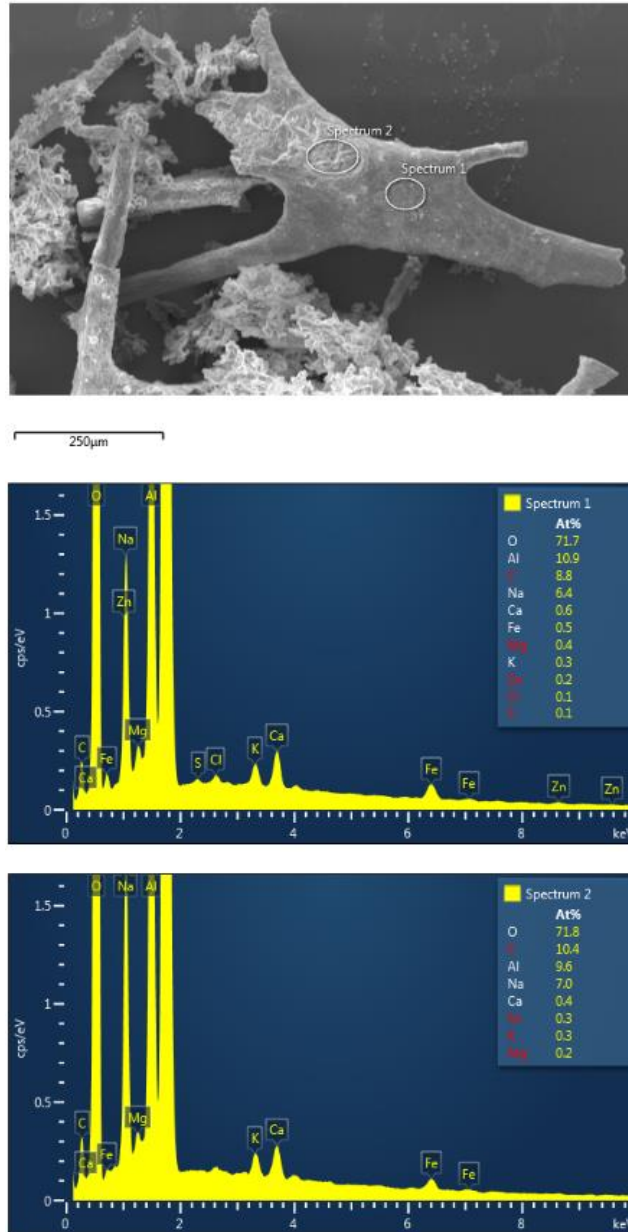 Spectrum 2
Spectrum 1
250µm
1.5
1
0.5
0
cps/eV
O
Al
Na
Zn
Mg
C
Ca
Fe
S
Cl
K
Ca
Fe
Fe
Zn
Zn
0
2
4
6
8
Spectrum 1
At%
O 71.7
Al 10.9
8.8
Na 6.4
Ca 0.6
Fe 0.5
Mg 0.4
K 0.3
0.2
0.1
0.1
1.5
1
0.5
0
cps/eV
O
Na
Al
Mg
C
Ca
Fe
K
Ca
Fe
Fe
0
2
4
6
8
keV
Spectrum 2
At%
O 71.8
10.4
Al 9.6
Na 7.0
Ca 0.4
0.3
0.3
Mg 0.2